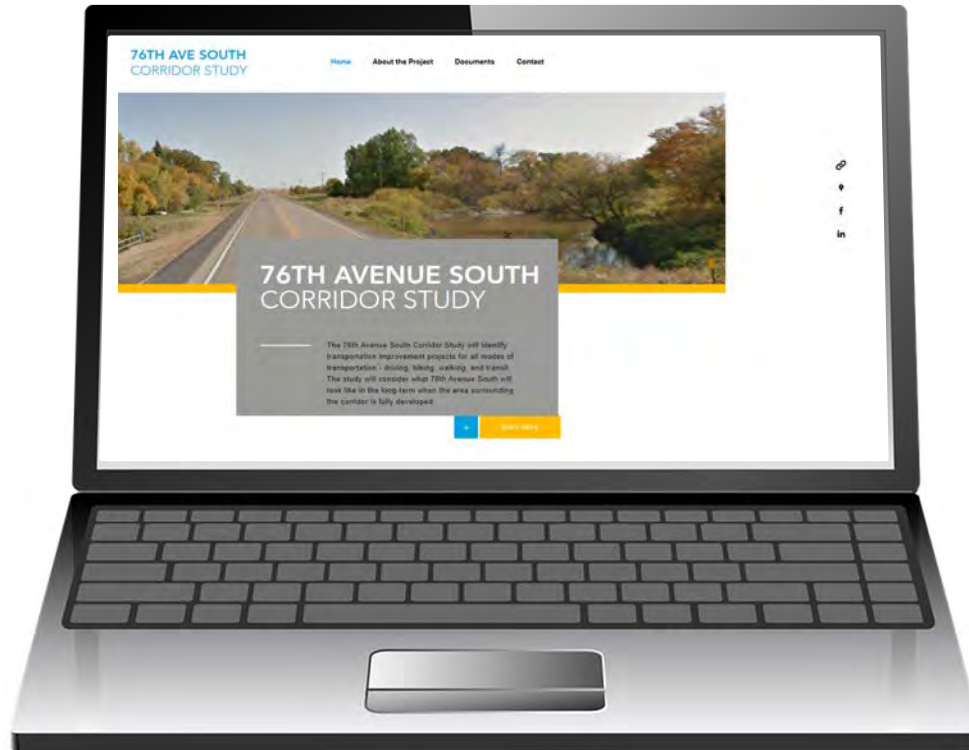 76TH AVE SOUTH
CORRIDOR STUDY
Home About the Project Documents Contact
f
in
76TH AVENUE SOUTH
CORRIDOR STUDY
The 76th Avenue South Corridor Study will identify
transportation improvement projects for all modes of
transportation - driving, biking, walking, and transit.
The study will consider what 76th Avenue South will
look like in the long-term when the area surrounding
the corridor is fully developed.